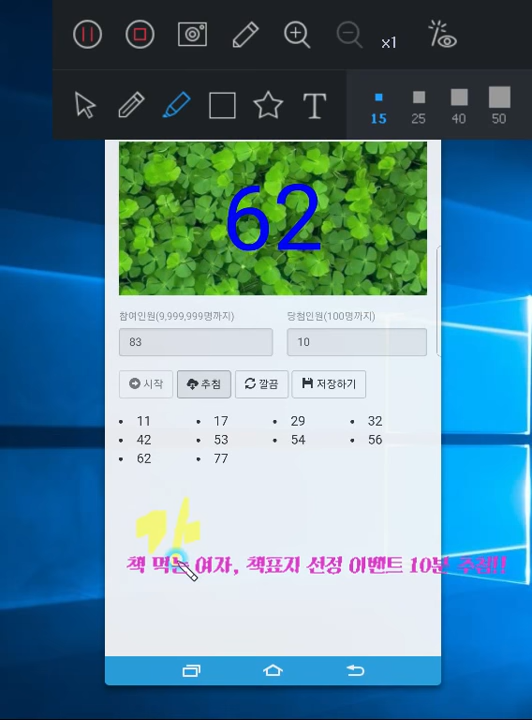 x1
T
15 25 40 50
62
참여인원(9,999,999명까지) 당첨인원(100명까지)
83 10
시작 추첨 깔끔 저장하기
• 11 • 17 • 29 • 32
• 42 • 53 • 54 • 56
• 62 • 77
책 먹는 여자, 책표지 선정 이벤트 10분